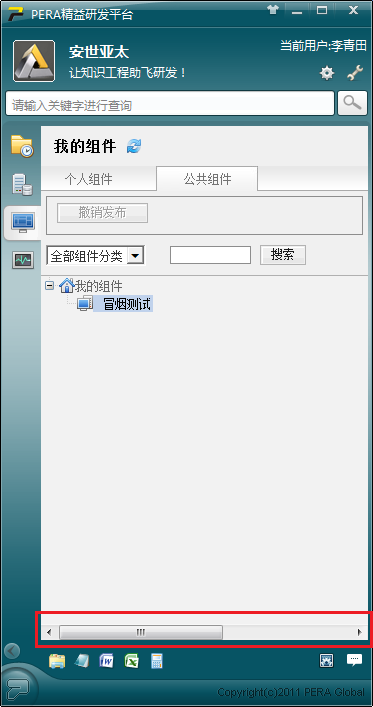 PERA精益研发平台
安世亚太
当前用户:李青田
让知识工程助飞研发！
请输入关键字进行查询
我的组件
个人组件
公共组件
撤销发布
全部组件分类
搜索
我的组件
冒烟测试
Copyright(c)2011 PERA Global